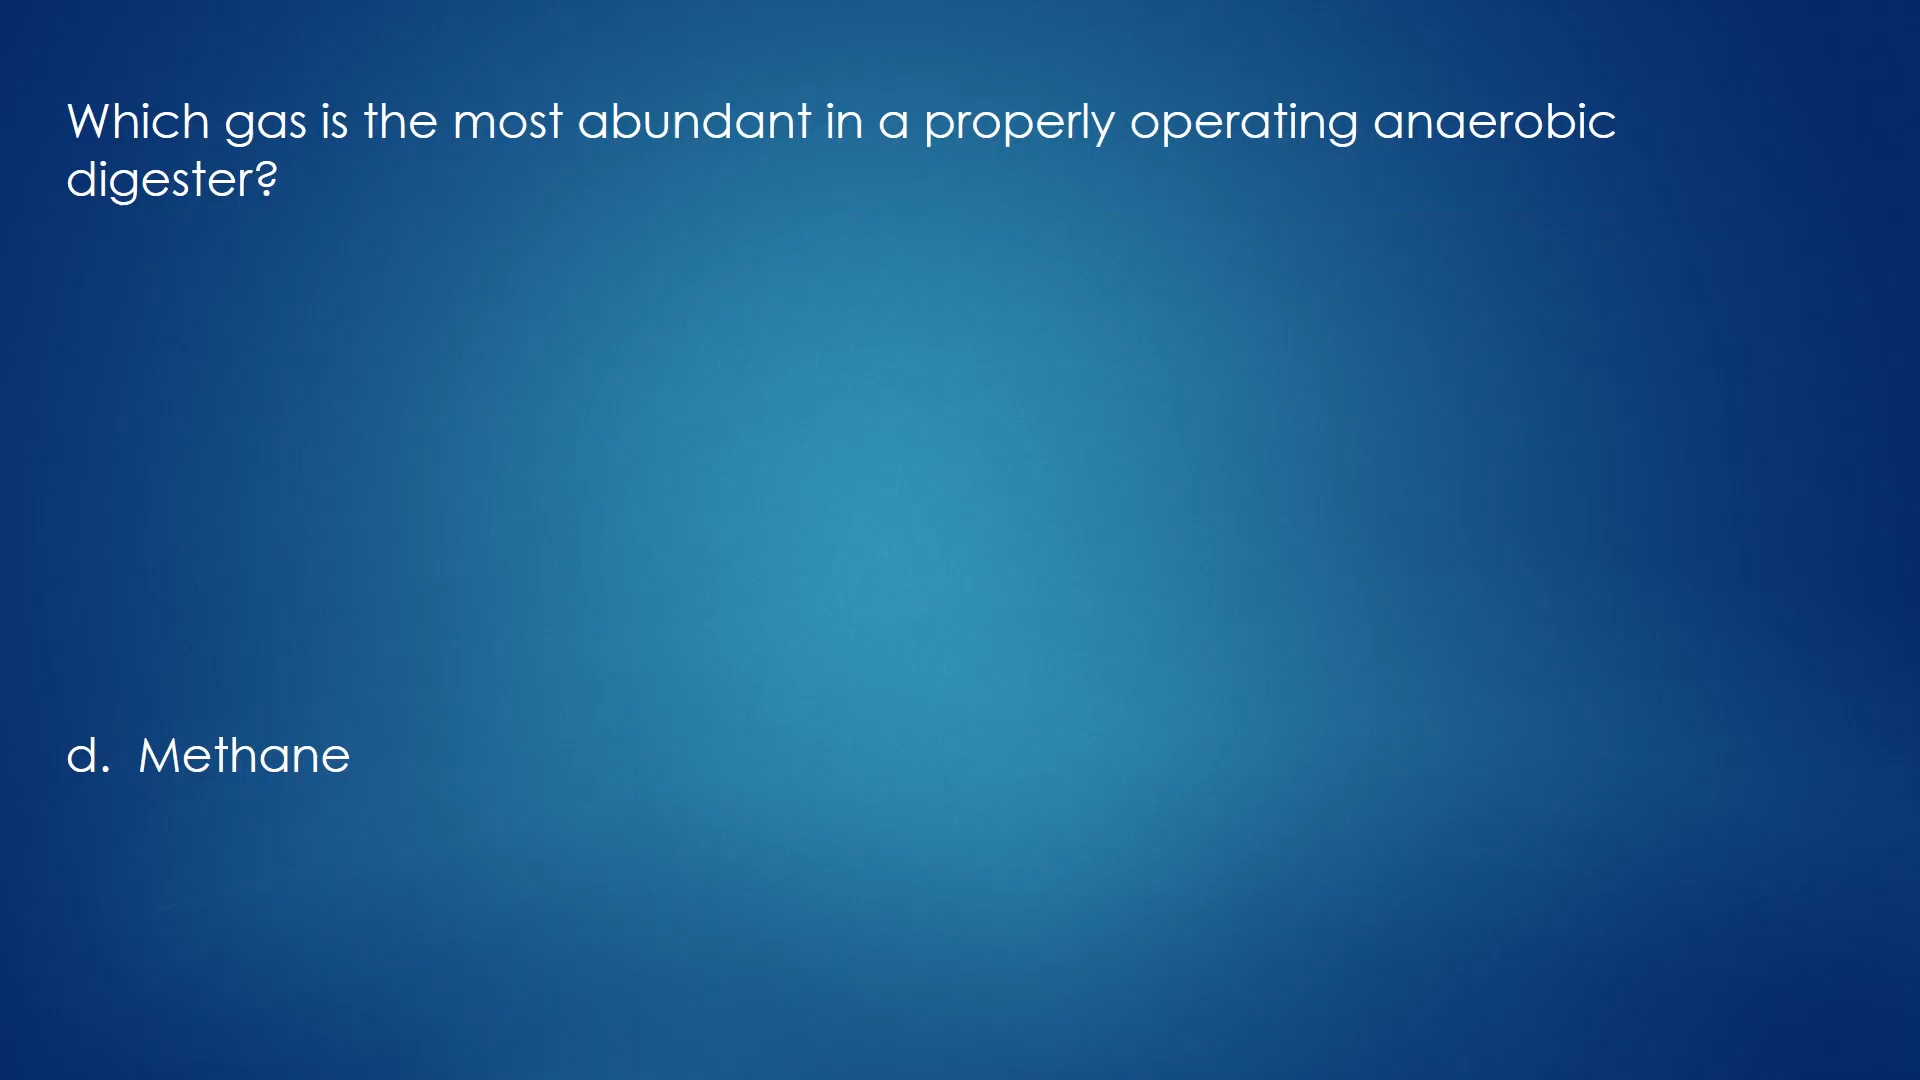 Which gas is the most abundant in a properly operating anaerobic
digester?
d. Methane